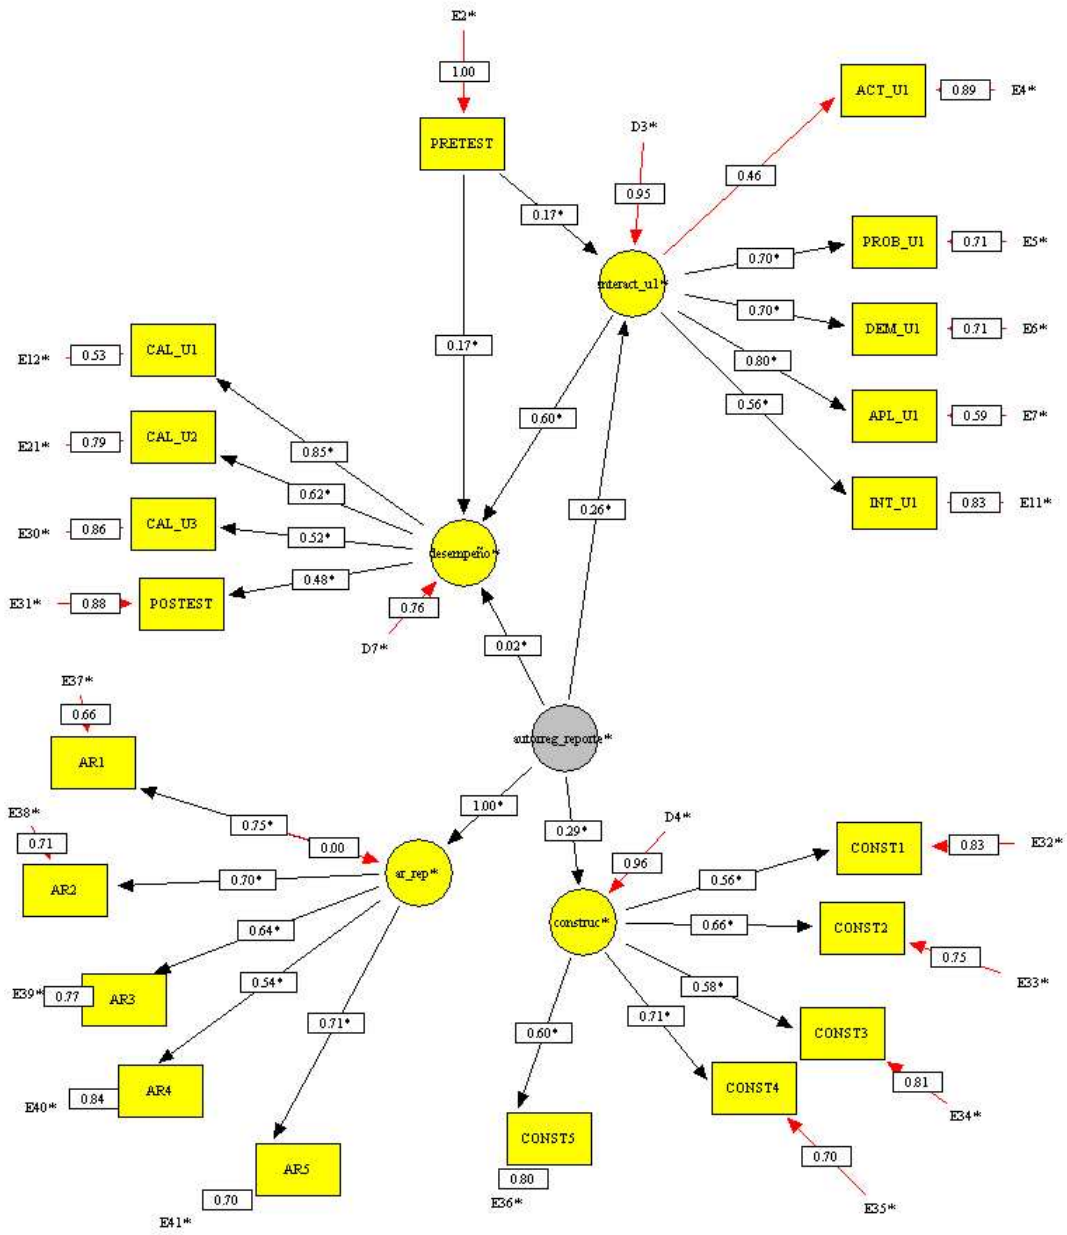 E2*
1.00
PRETEST
ACT_U1
0.89
E4*
D3*
0.95
0.46
0.17*
PROB_U1
0.71
E5*
0.70*
interact_u1*
DEM_U1
0.71
E6*
0.70*
0.80*
APL_U1
0.59
E7*
0.56*
INT_U1
0.83
E11*
0.17*
0.60*
0.26*
E12*
0.53
CAL_U1
E21*
0.79
CAL_U2
0.85*
0.62*
E30*
0.86
CAL_U3
0.52*
desempeño*
E31*
0.88
POSTEST
0.48*
0.76
D7*
0.02*
E37*
0.66
AR1
autorreg_reporte*
E38*
0.71
AR2
0.75*
0.00
1.00*
0.29*
D4*
0.96
0.70*
ar_rep*
CONST1
0.83
E32*
0.56*
construc*
0.66*
CONST2
0.75
E33*
0.64*
E39*
0.77
AR3
0.54*
0.58*
0.71*
0.60*
0.71*
CONST3
0.81
E34*
E40*
0.84
AR4
CONST4
0.70
E35*
CONST5
0.80
E36*
AR5
0.70
E41*